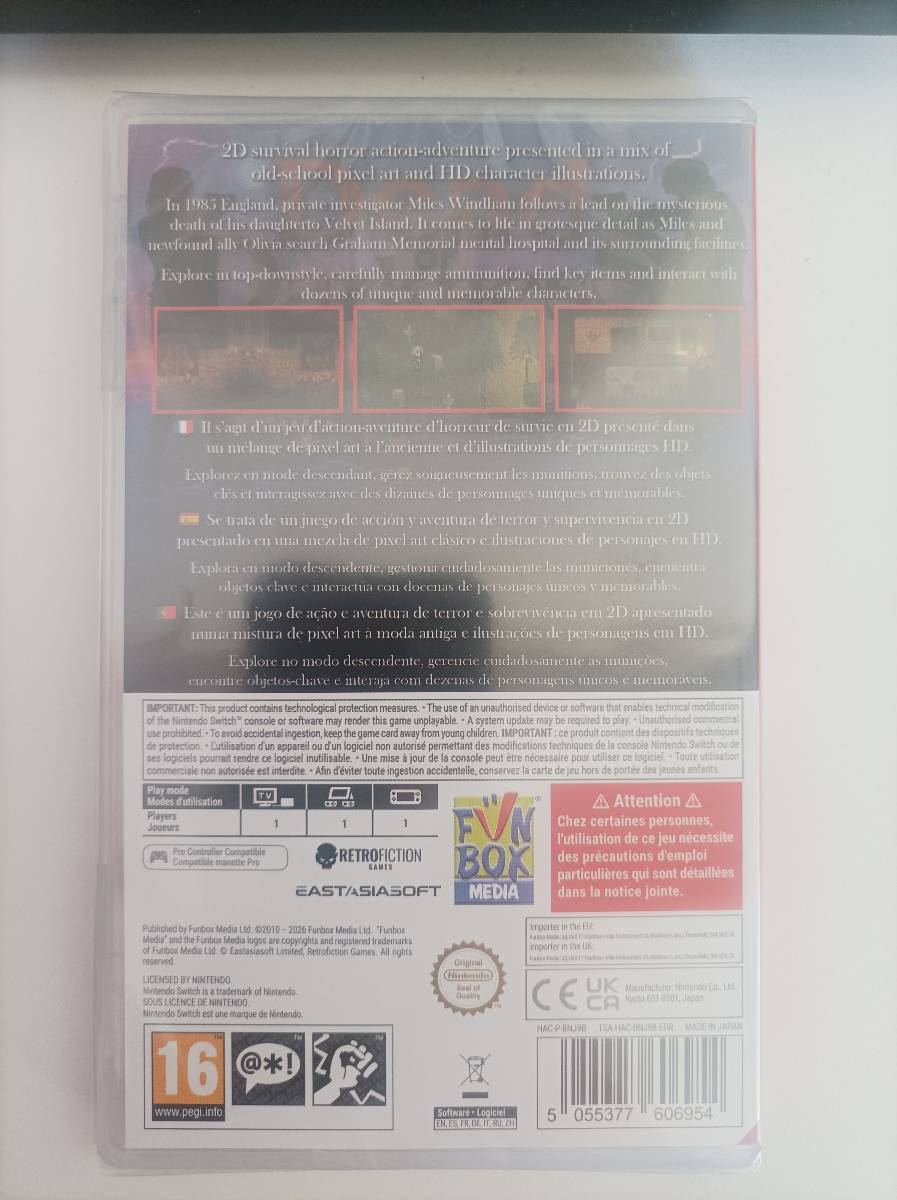 2D survival horror action-adventure presented in a mix of
old-school pixel art and HD character illustrations.
In 1985 England, private investigator Miles Windham follows a lead on the mysterious
death of his daughterto Velvet Island. It comes to life in grotesque detail as Miles and
newfound ally Olivia search Graham Memorial mental hospital and its surrounding facilities.
Explore in top-downstyle, carefully manage ammunition, find key items and interact with
dozens of unique and memorable characters.
Il s'agit d'un jeu d'action-aventure d'horreur de survie en 2D présenté dans
un mélange de pixel art à l'ancienne et d'illustrations de personnages HD.
Explorez en mode descendant, gérez soigneusement les munitions, trouvez des objets
clés et interagissez avec des dizaines de personnages uniques et mémorables.
Se trata de un juego de acción y aventura de terror y supervivencia en 2D
presentado en una mezcla de pixel art clásico e ilustraciones de personajes en HD.
Explora en modo descendente, gestiona cuidadosamente las municiones, encuentra
objetos clave e interactúa con docenas de personajes únicos y memorables.
Este é um jogo de ação e aventura de terror e sobrevivência em 2D apresentado
numa mistura de pixel art à moda antiga e ilustrações de personagens em HD.
Explore no modo descendente, gerencie cuidadosamente as munições,
encontre objetos-chave e interaja com dezenas de personagens únicos e memoráveis.
IMPORTANT: This product contains technological protection measures. • The use of an unauthorised device or software that enables technical modification
of the Nintendo Switch™ console or software may render this game unplayable. • A system update may be required to play. • Unauthorised commercial
use prohibited. • To avoid accidental ingestion, keep the game card away from young children. IMPORTANT : ce produit contient des dispositifs techniques
de protection. • L'utilisation d'un appareil ou d'un logiciel non autorisé permettant des modifications techniques de la console Nintendo Switch ou de
ses logiciels pourrait rendre ce logiciel inutilisable. • Une mise à jour de la console peut être nécessaire pour utiliser ce logiciel. • Toute utilisation
commerciale non autorisée est interdite. • Afin d'éviter toute ingestion accidentelle, conservez la carte de jeu hors de portée des jeunes enfants.
Play mode
Modes d'utilisation
TV
Players
Joueurs
1 1 1
Pro Controller Compatible
Compatible manette Pro
RETROFICTION
GAMES
EASTASIASOFT
FUN
BOX
MEDIA
®
Attention
Chez certaines personnes,
l'utilisation de ce jeu nécessite
des précautions d'emploi
particulières qui sont détaillées
dans la notice jointe.
Published by Funbox Media Ltd. ©2010 – 2026 Funbox Media Ltd. "Funbox
Media" and the Funbox Media logos are copyrights and registered trademarks
of Funbox Media Ltd. © Eastasiasoft Limited, Retrofiction Games. All rights
reserved.
LICENSED BY NINTENDO.
Nintendo Switch is a trademark of Nintendo.
SOUS LICENCE DE NINTENDO.
Nintendo Switch est une marque de Nintendo.
Original
Nintendo
Seal of
Quality
TM
Importer in the EU:
Importer in the UK:
CE UK
CA
Manufacturer: Nintendo Co., Ltd.,
Kyoto 601-8501, Japan
HAC-P-BNJ9B TSA-HAC-BNJ9B-EUR MADE IN JAPAN
16
www.pegi.info
@*!
TM
Software • Logiciel
EN, ES, FR, DE, IT, RU, ZH
5 055377 606954